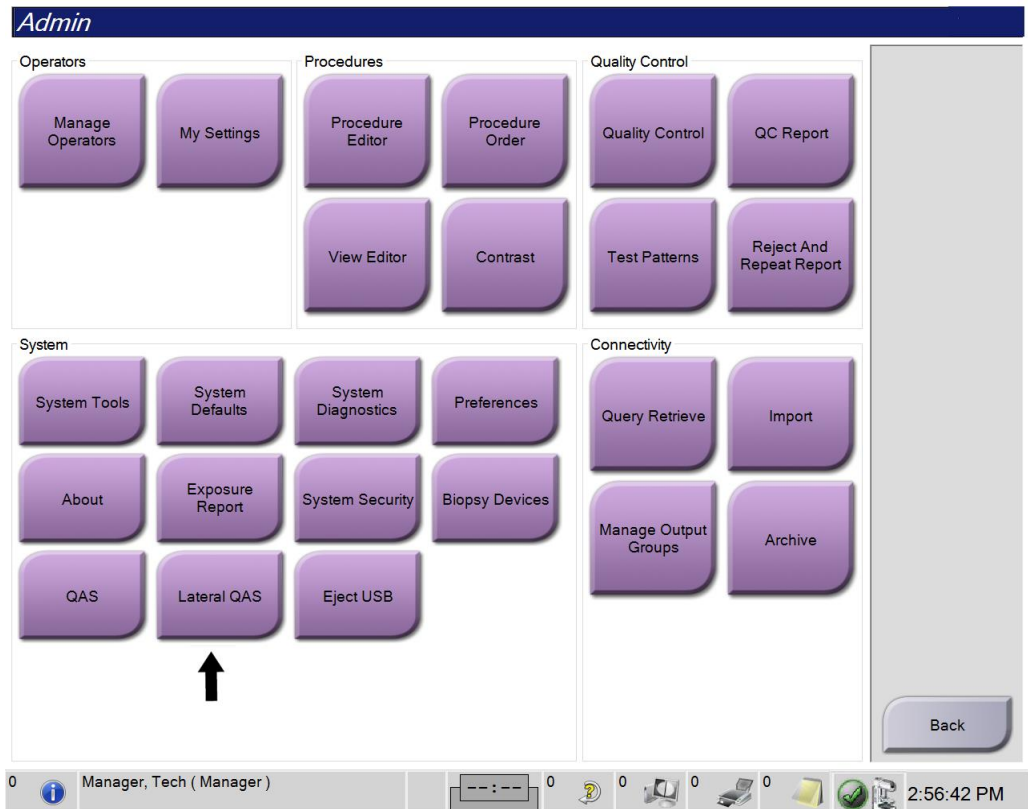 Admin
Operators
Manage
Operators
My Settings
Procedures
Procedure
Editor
Procedure
Order
View Editor
Contrast
Quality Control
Quality Control
QC Report
Test Patterns
Reject And
Repeat Report
System
System Tools
System
Defaults
System
Diagnostics
Preferences
About
Exposure
Report
System Security
Biopsy Devices
QAS
Lateral QAS
Eject USB
Connectivity
Query Retrieve
Import
Manage Output
Groups
Archive
Back
0 Manager, Tech ( Manager ) --:-- 0 0 0 0 2:56:42 PM